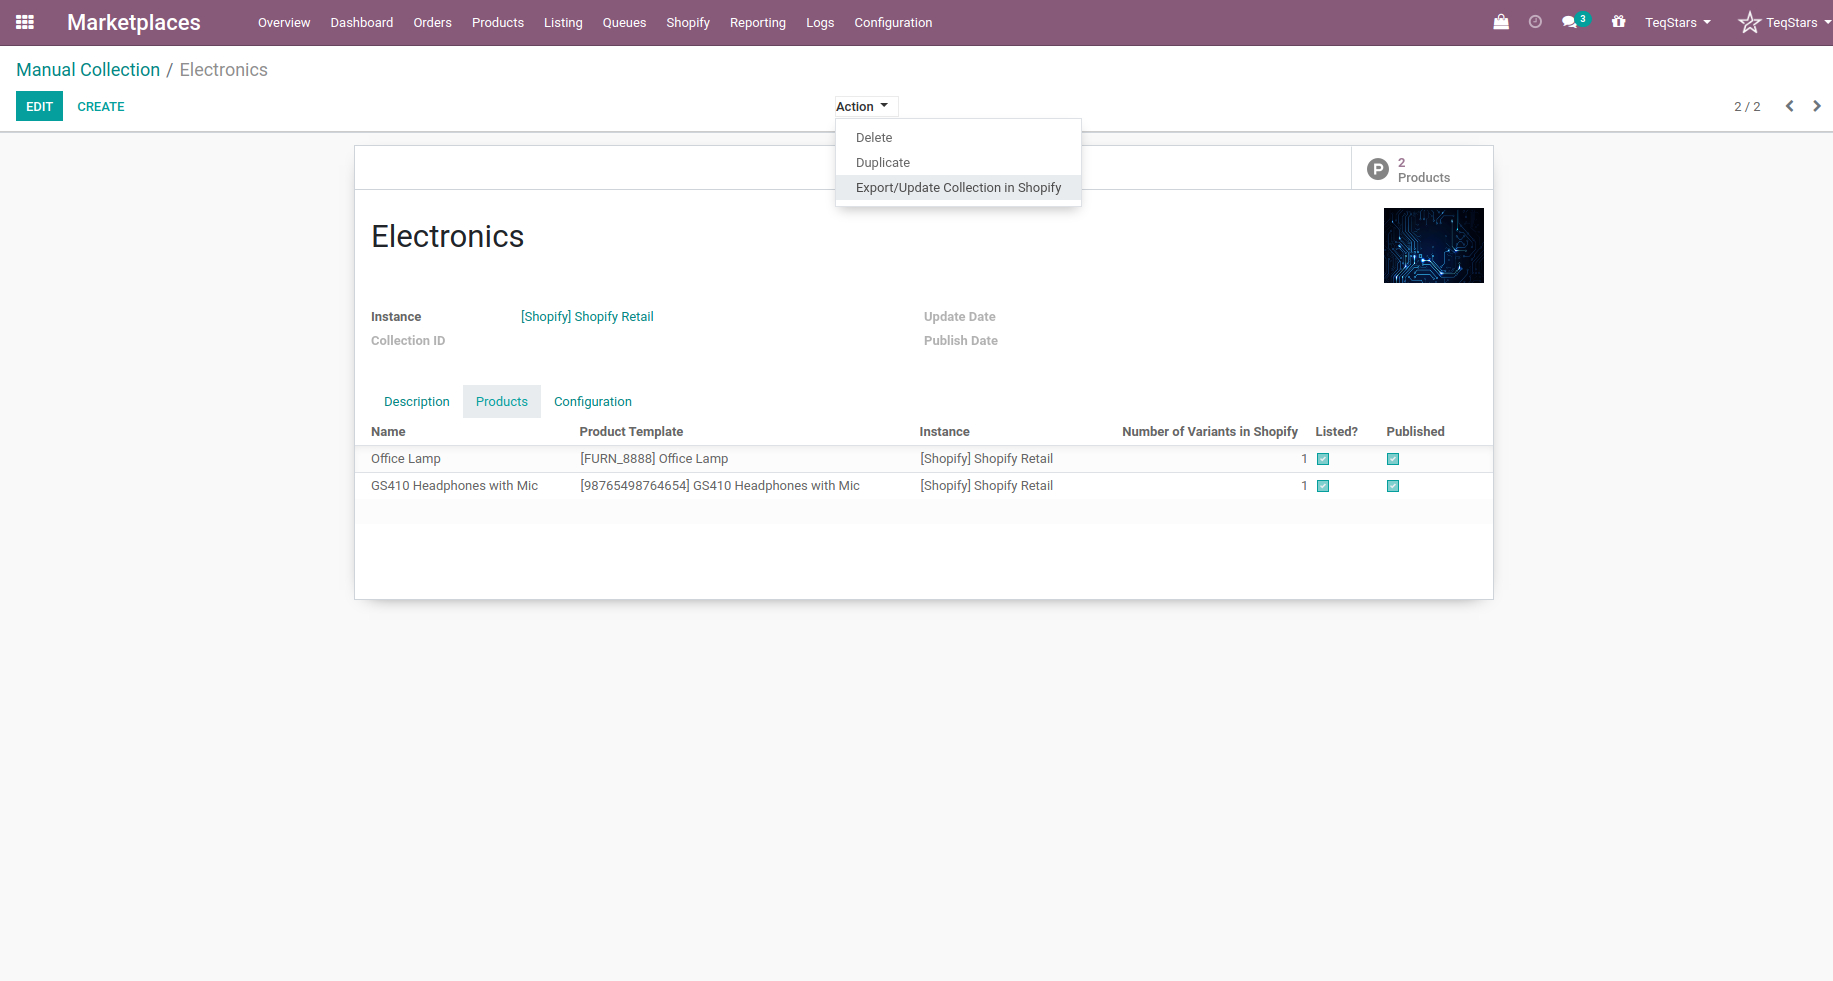 Marketplaces Overview Dashboard Orders Products Listing Queues Shopify Reporting Logs Configuration 3 TeqStars TeqStars
Manual Collection / Electronics
EDIT CREATE Action 2 / 2
Delete
Duplicate
Export/Update Collection in Shopify
P 2 Products
Electronics
Instance [Shopify] Shopify Retail Update Date
Collection ID Publish Date
Description Products Configuration
Name Product Template Instance Number of Variants in Shopify Listed? Published
Office Lamp [FURN_8888] Office Lamp [Shopify] Shopify Retail 1
GS410 Headphones with Mic [98765498764654] GS410 Headphones with Mic [Shopify] Shopify Retail 1